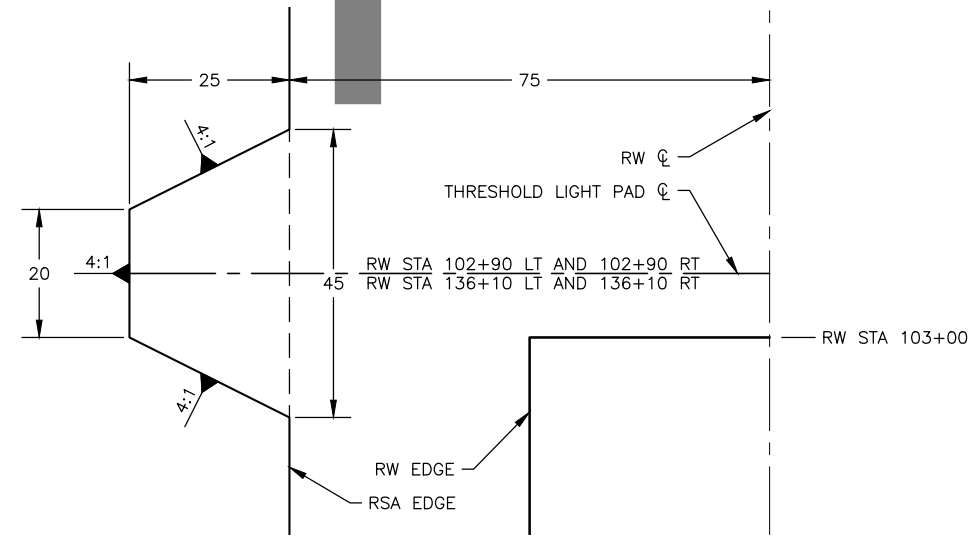 25
75
4:1
RW ℄
THRESHOLD LIGHT PAD ℄
4:1
RW STA 102+90 LT AND 102+90 RT
20
45
RW STA 136+10 LT AND 136+10 RT
RW STA 103+00
4:1
RW EDGE
RSA EDGE